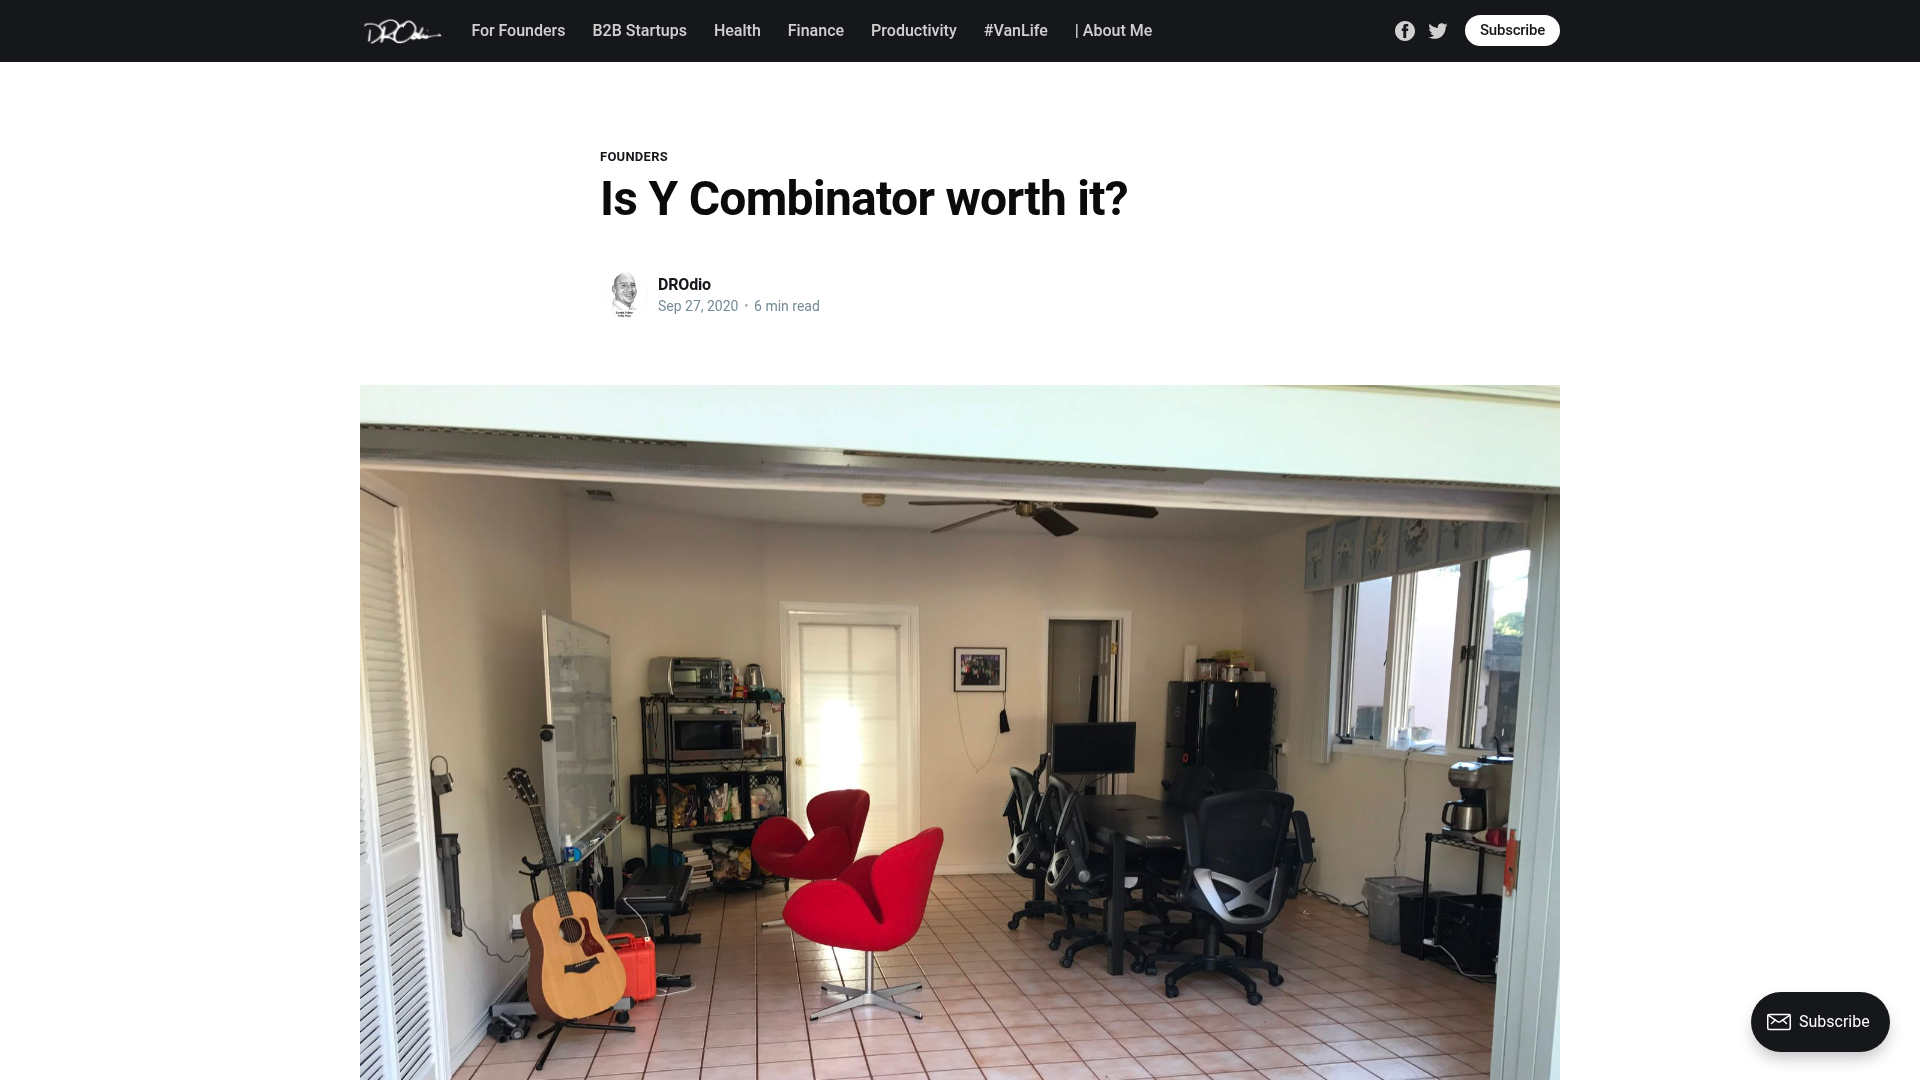 DROdio
For Founders
B2B Startups
Health
Finance
Productivity
#VanLife
| About Me
Subscribe
FOUNDERS
Is Y Combinator worth it?
DROdio
Sep 27, 2020 • 6 min read
Subscribe